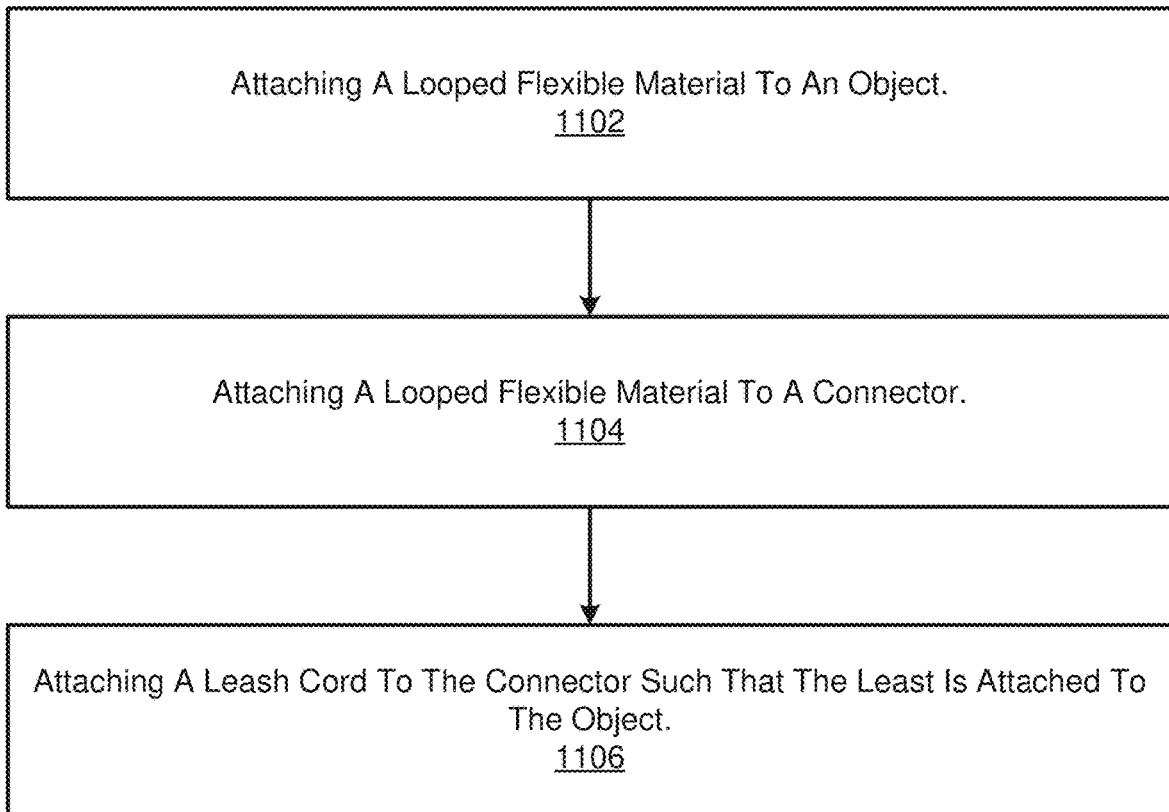 Attaching A Looped Flexible Material To An Object.
1102
Attaching A Looped Flexible Material To A Connector.
1104
Attaching A Leash Cord To The Connector Such That The Least Is Attached To
The Object.
1106